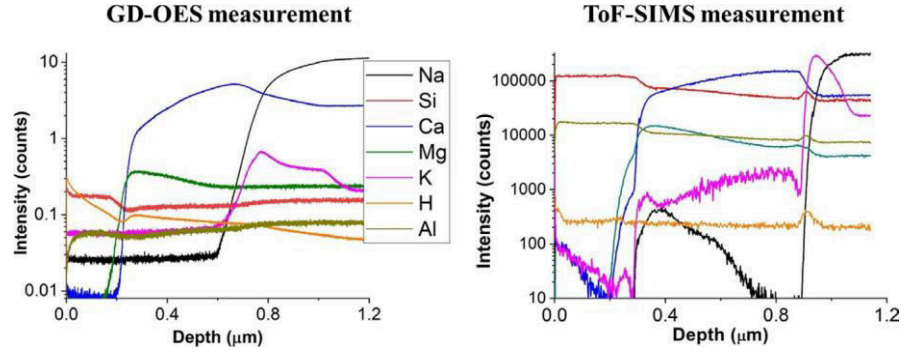 GD-OES measurement
ToF-SIMS measurement
Intensity (counts)
10
1
0.1
0.01
0.0
0.4
0.8
1.2
Depth (μm)
Na
Si
Ca
Mg
K
H
Al
Intensity (counts)
100000
10000
1000
100
10
0.0
0.4
0.8
1.2
Depth (μm)